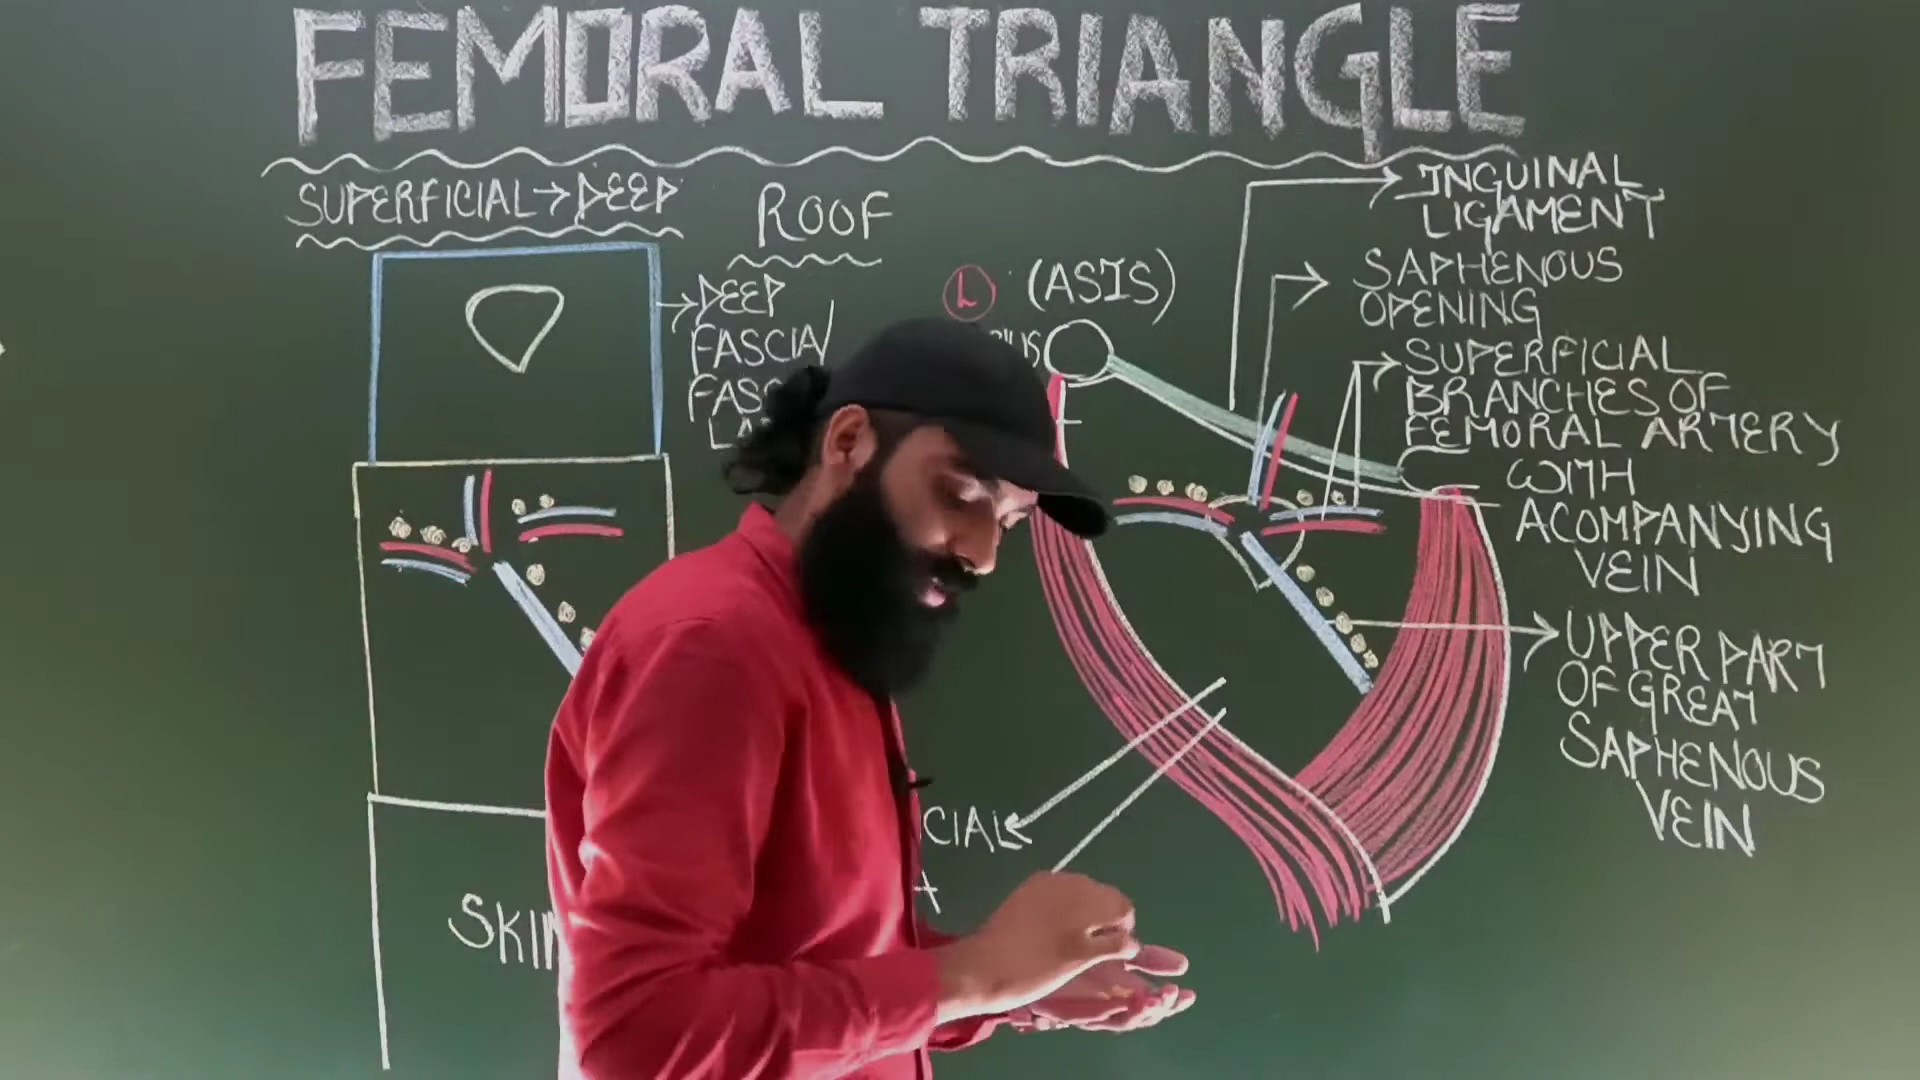 FEMORAL TRIANGLE
SUPERFICIAL→DEEP
ROOF
DEEP
FASCIA/
SKIN
L
(ASIS)
INGUINAL
LIGAMENT
SAPHENOUS
OPENING
SUPERFICIAL
BRANCHES OF
FEMORAL ARTERY
WITH
ACOMPANYING
VEIN
UPPER PART
OF GREAT
SAPHENOUS
VEIN